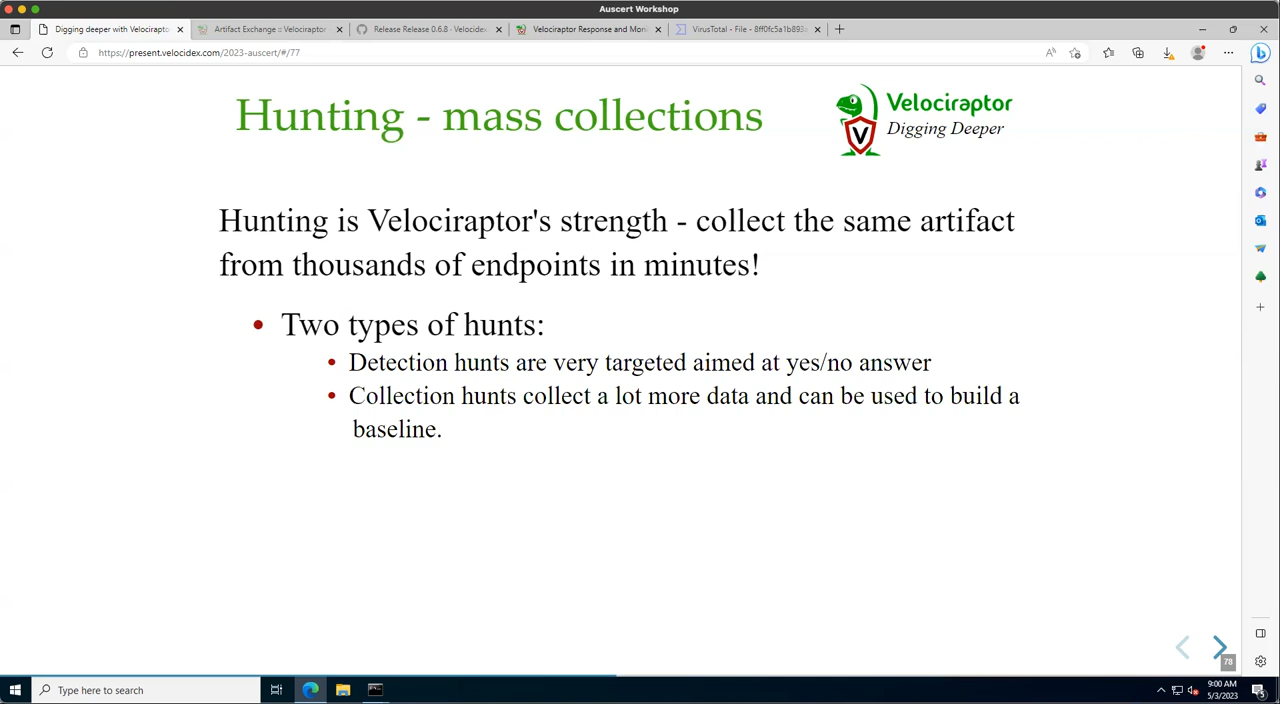 Auscert Workshop
Digging deeper with Velociraptor
Artifact Exchange :: Velociraptor
Release Release 0.6.8 · Velocidex
Velociraptor Response and Mon
VirusTotal - File - 8ff0fc5a1b893
https://present.velocidex.com/2023-auscert/#/77
Hunting - mass collections
Velociraptor
Digging Deeper
V
Hunting is Velociraptor's strength - collect the same artifact
from thousands of endpoints in minutes!
• Two types of hunts:
• Detection hunts are very targeted aimed at yes/no answer
• Collection hunts collect a lot more data and can be used to build a
baseline.
78
Type here to search
9:00 AM
5/3/2023